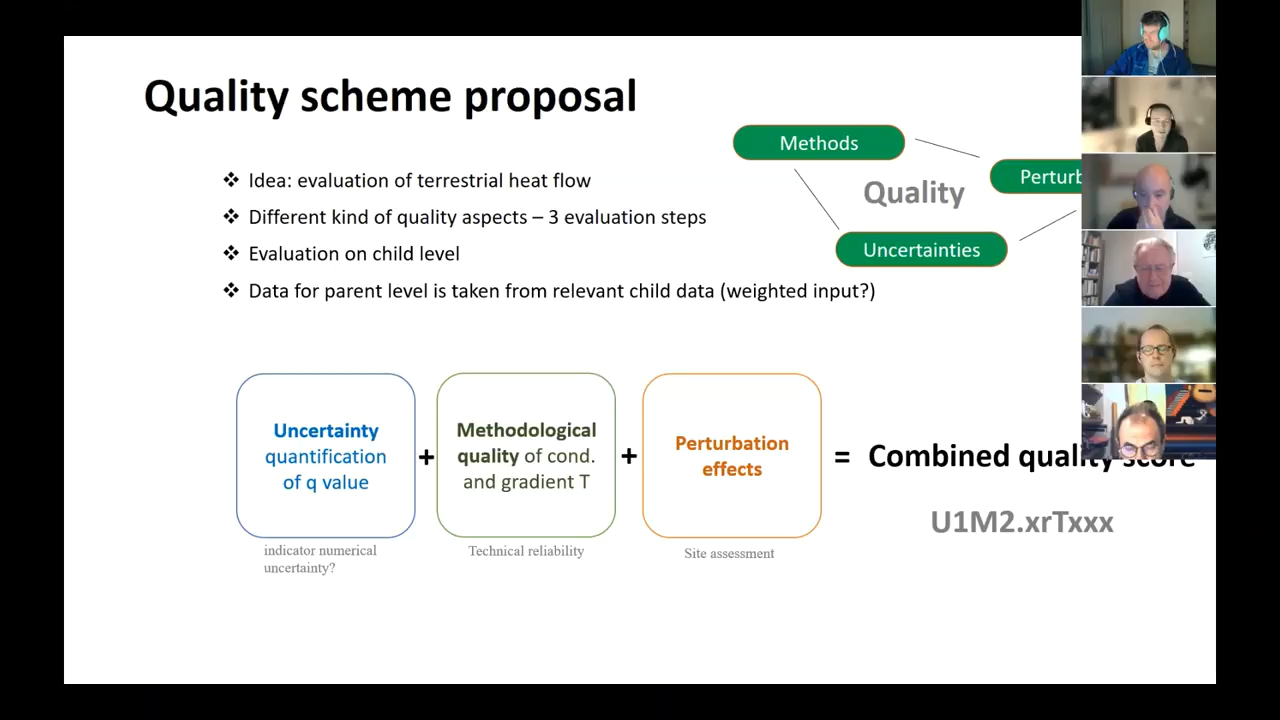 Quality scheme proposal
Methods
Quality
Uncertainties
❖ Idea: evaluation of terrestrial heat flow
❖ Different kind of quality aspects – 3 evaluation steps
❖ Evaluation on child level
❖ Data for parent level is taken from relevant child data (weighted input?)
Uncertainty
quantification
of q value
+
Methodological
quality of cond.
and gradient T
+
Perturbation
effects
= Combined quality score
U1M2.xrTxxx
indicator numerical
uncertainty?
Technical reliability
Site assessment